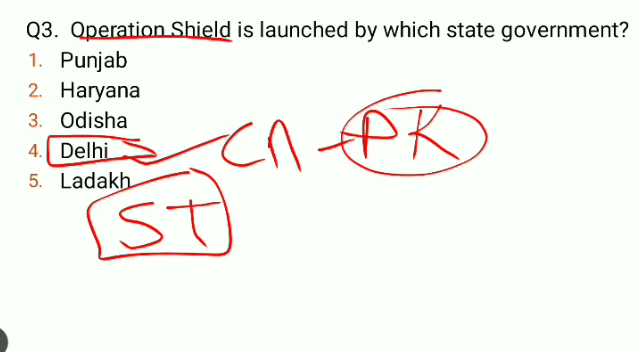 Q3. Operation Shield is launched by which state government?
1. Punjab
2. Haryana
3. Odisha
4. Delhi
CM - PK
5. Ladakh
ST